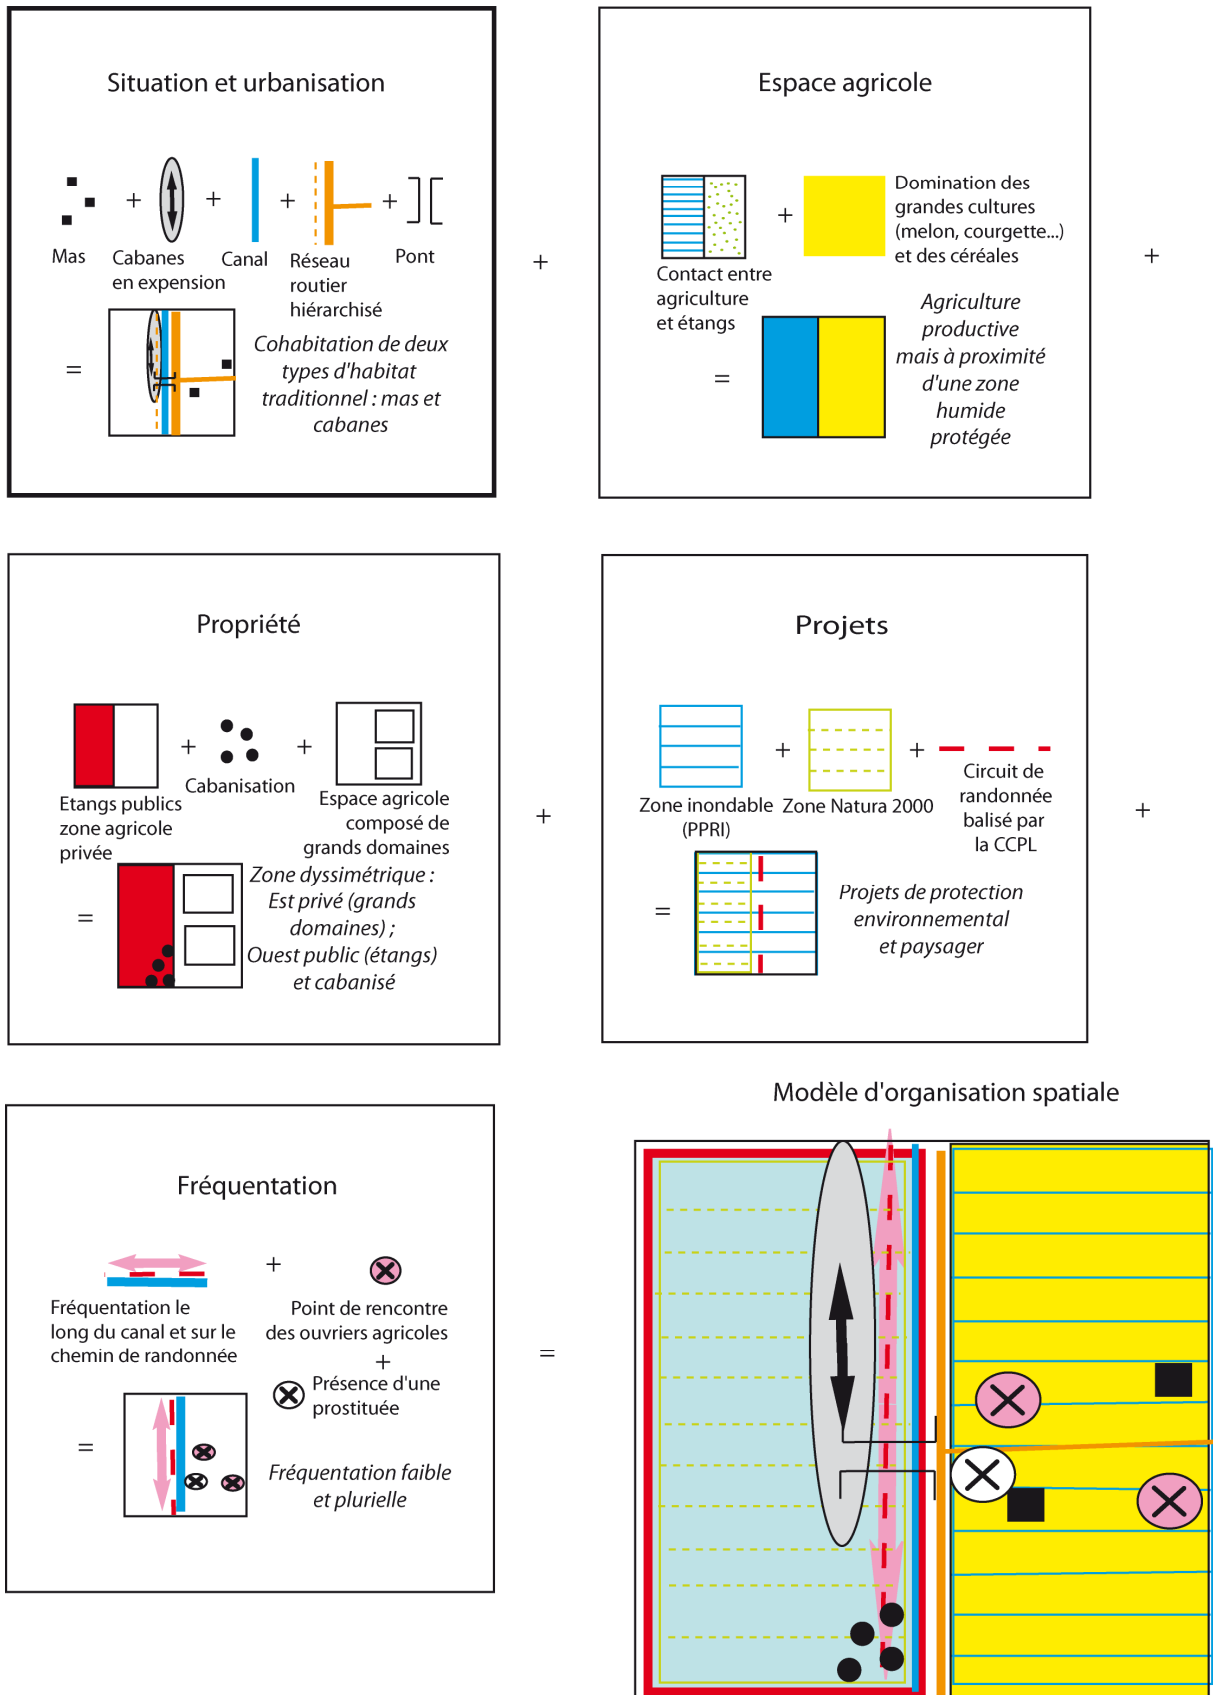 Situation et urbanisation
+
+
+
+
Mas
Cabanes
en expension
Canal
Réseau
routier
hiérarchisé
Pont
=
Cohabitation de deux
types d'habitat
traditionnel : mas et
cabanes
+
Espace agricole
+
Domination des
grandes cultures
(melon, courgette...)
et des céréales
Contact entre
agriculture
et étangs
=
Agriculture
productive
mais à proximité
d'une zone
humide
protégée
+
Propriété
+
+
Etangs publics
zone agricole
privée
Cabanisation
Espace agricole
composé de
grands domaines
=
Zone dyssimétrique :
Est privé (grands
domaines) ;
Ouest public (étangs)
et cabanisé
+
Projets
+
+
Zone inondable
(PPRI)
Zone Natura 2000
Circuit de
randonnée
balisé par
la CCPL
=
Projets de protection
environnemental
et paysager
+
Fréquentation
+
Fréquentation le
long du canal et sur le
chemin de randonnée
Point de rencontre
des ouvriers agricoles
+
Présence d'une
prostituée
=
Fréquentation faible
et plurielle
=
Modèle d'organisation spatiale